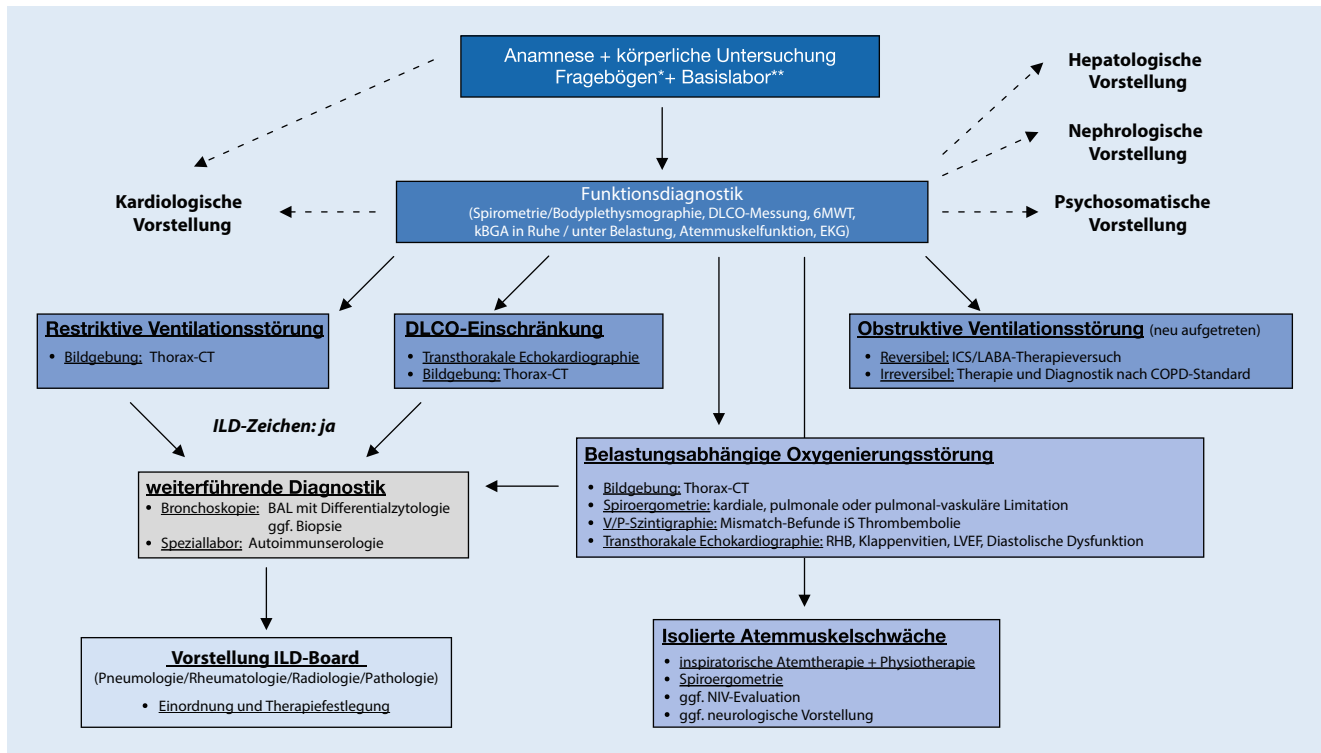 Anamnese + körperliche Untersuchung
Fragebögen*+ Basislabor**
Hepatologische
Vorstellung
Nephrologische
Vorstellung
Kardiologische
Vorstellung
Funktionsdiagnostik
(Spirometrie/Bodyplethysmographie, DLCO-Messung, 6MWT,
kBGA in Ruhe / unter Belastung, Atemmuskelfunktion, EKG)
Psychosomatische
Vorstellung
Restriktive Ventilationsstörung
• Bildgebung: Thorax-CT
DLCO-Einschränkung
• Transthorakale Echokardiographie
• Bildgebung: Thorax-CT
Obstruktive Ventilationsstörung (neu aufgetreten)
• Reversibel: ICS/LABA-Therapieversuch
• Irreversibel: Therapie und Diagnostik nach COPD-Standard
ILD-Zeichen: ja
Belastungsabhängige Oxygenierungsstörung
• Bildgebung: Thorax-CT
• Spiroergometrie: kardiale, pulmonale oder pulmonal-vaskuläre Limitation
• V/P-Szintigraphie: Mismatch-Befunde iS Thrombembolie
• Transthorakale Echokardiographie: RHB, Klappenvitien, LVEF, Diastolische Dysfunktion
weiterführende Diagnostik
• Bronchoskopie: BAL mit Differentialzytologie
ggf. Biopsie
• Speziallabor: Autoimmunserologie
Vorstellung ILD-Board
(Pneumologie/Rheumatologie/Radiologie/Pathologie)
• Einordnung und Therapiefestlegung
Isolierte Atemmuskelschwäche
• inspiratorische Atemtherapie + Physiotherapie
• Spiroergometrie
• ggf. NIV-Evaluation
• ggf. neurologische Vorstellung